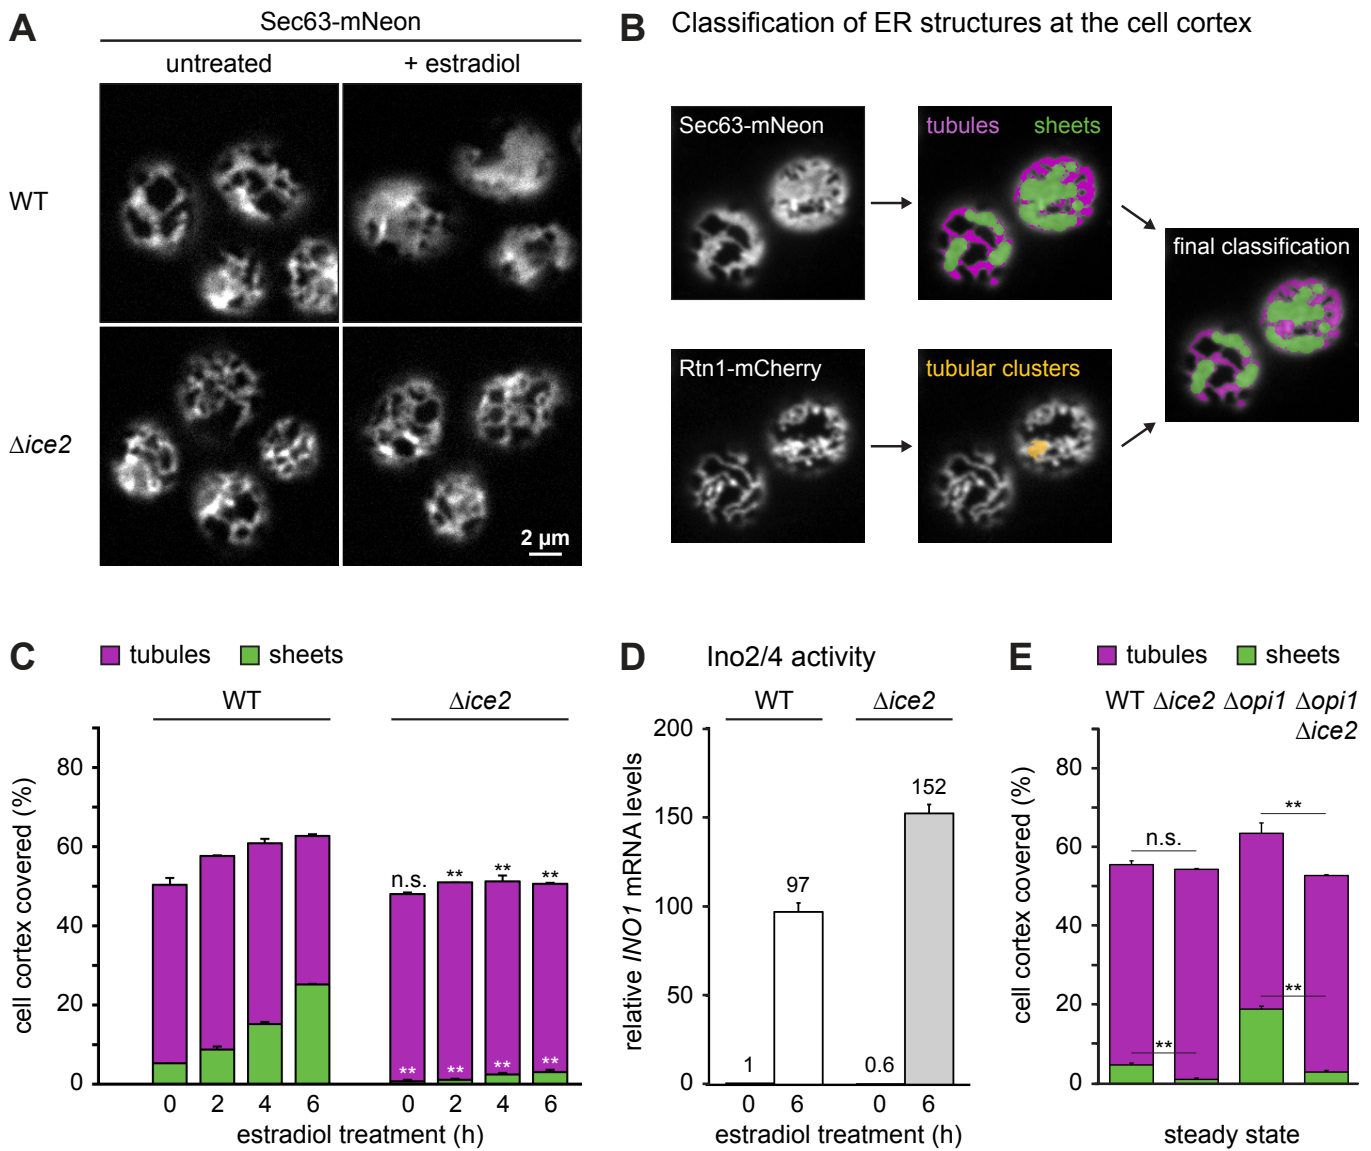 A
Sec63-mNeon
untreated
+ estradiol
WT
Δice2
2 µm
B
Classification of ER structures at the cell cortex
Sec63-mNeon
tubules
sheets
final classification
Rtn1-mCherry
tubular clusters
C
tubules
sheets
WT
Δice2
cell cortex covered (%)
80
60
40
20
0
n.s.
**
**
**
**
**
**
**
0
2
4
6
0
2
4
6
estradiol treatment (h)
D
Ino2/4 activity
WT
Δice2
relative INO1 mRNA levels
200
150
100
50
0
1
97
0.6
152
0
6
0
6
estradiol treatment (h)
E
tubules
sheets
WT
Δice2
Δopi1
Δopi1
Δice2
cell cortex covered (%)
80
60
40
20
0
n.s.
**
**
**
steady state